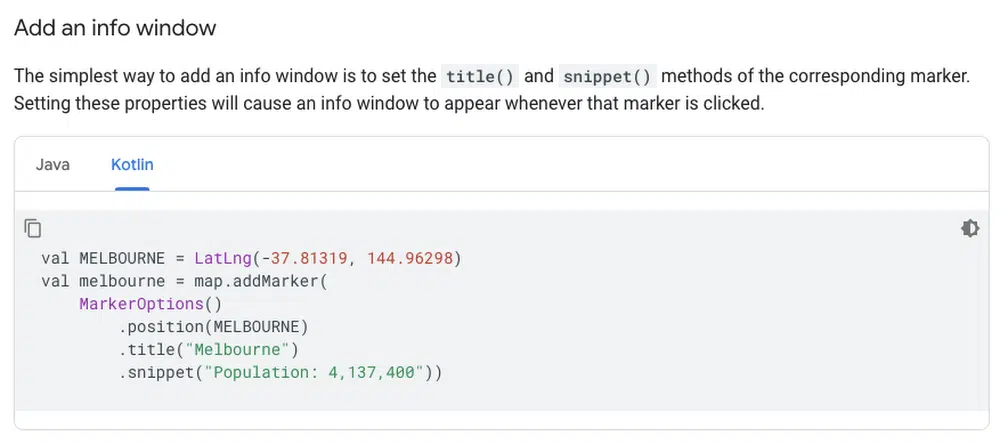 Add an info window
The simplest way to add an info window is to set the title() and snippet() methods of the corresponding marker.
Setting these properties will cause an info window to appear whenever that marker is clicked.
Java Kotlin
val MELBOURNE = LatLng(-37.81319, 144.96298)
val melbourne = map.addMarker(
    MarkerOptions()
        .position(MELBOURNE)
        .title("Melbourne")
        .snippet("Population: 4,137,400"))